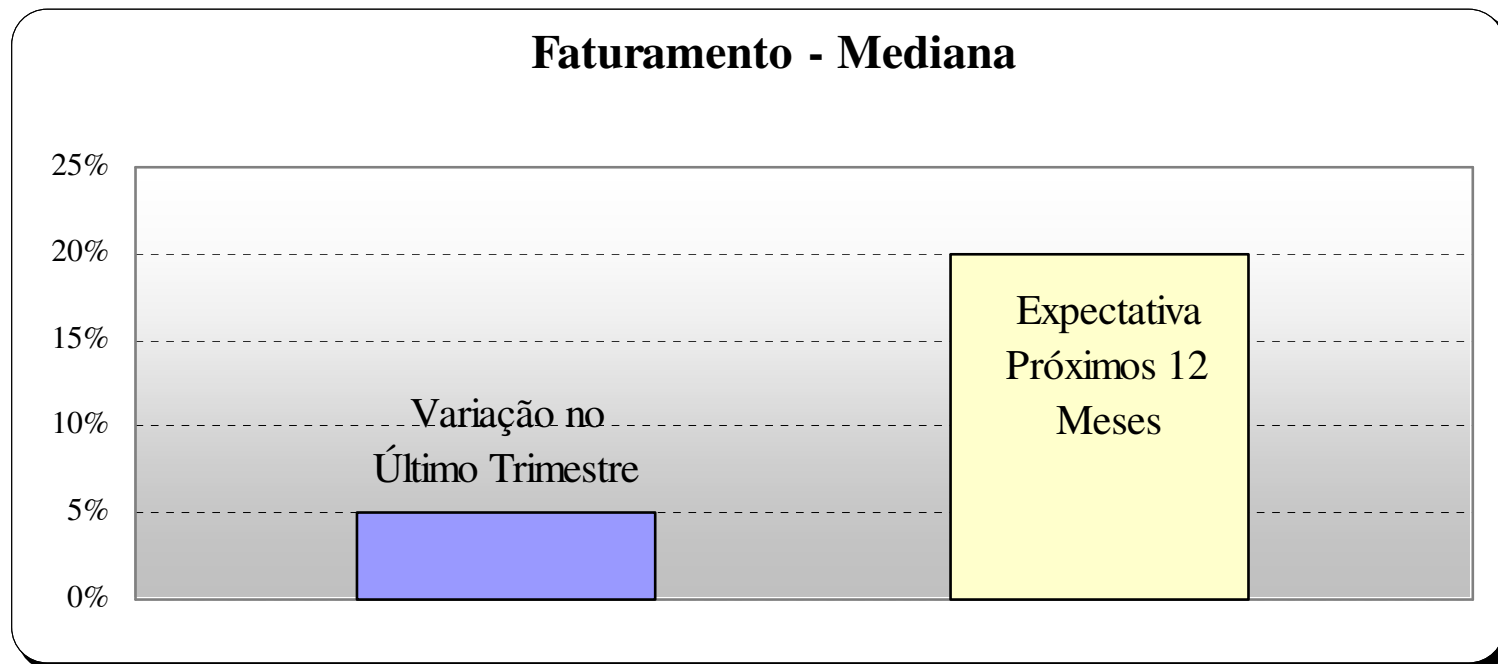 Faturamento - Mediana
25%
20%
15%
10%
5%
0%
Variação no
Último Trimestre
Expectativa
Próximos 12
Meses